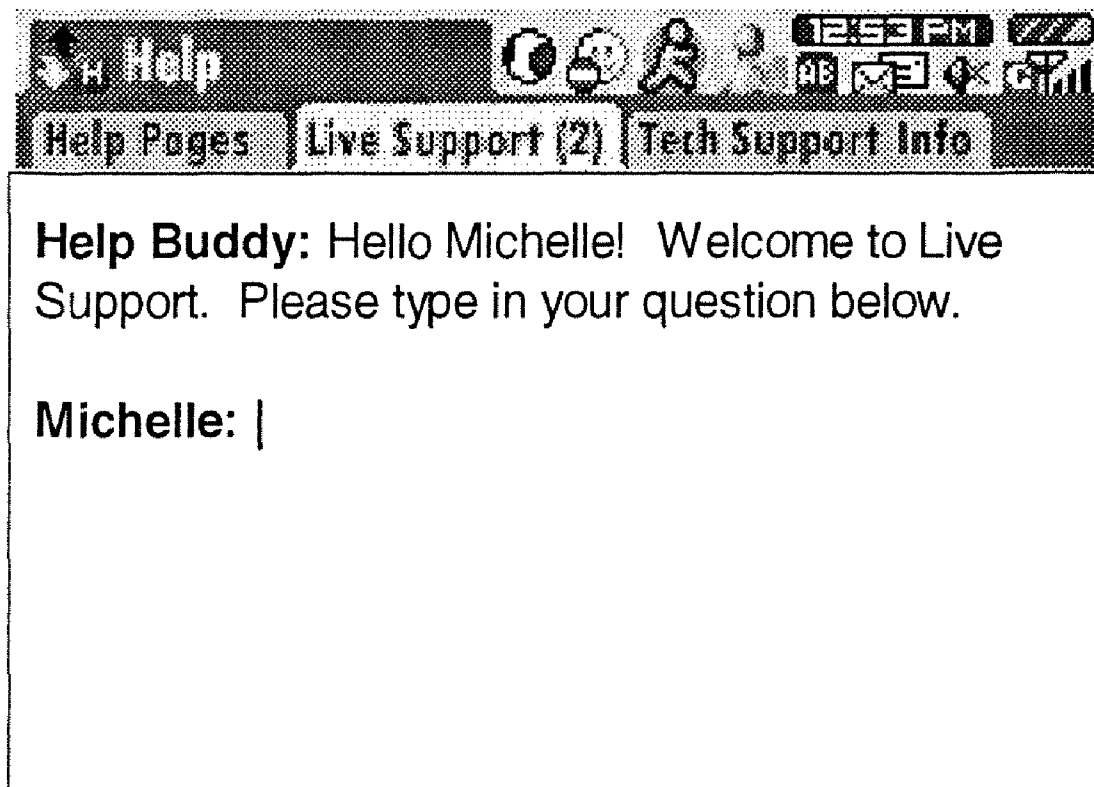 H Help
12:53 PM
AB
G
Help Pages Live Support (2) Tech Support Info
Help Buddy: Hello Michelle!  Welcome to Live
Support.  Please type in your question below.
Michelle: |